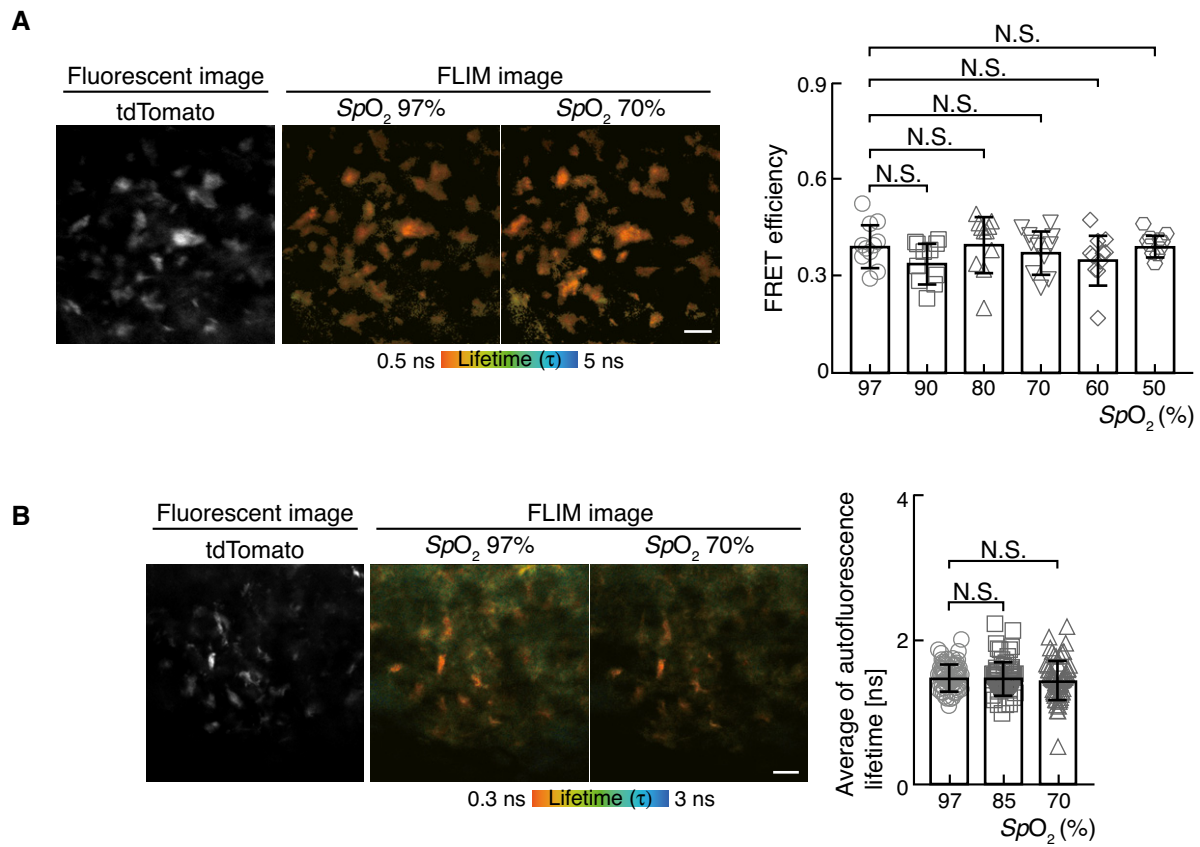 A
Fluorescent image
FLIM image
tdTomato
SpO2 97%
SpO2 70%
0.5 ns Lifetime (τ) 5 ns
N.S.
N.S.
N.S.
N.S.
N.S.
FRET efficiency
0.9
0.6
0.3
0
97 90 80 70 60 50
SpO2 (%)
B
Fluorescent image
FLIM image
tdTomato
SpO2 97%
SpO2 70%
0.3 ns Lifetime (τ) 3 ns
Average of autofluorescence
lifetime [ns]
4
2
0
N.S.
N.S.
97 85 70
SpO2 (%)